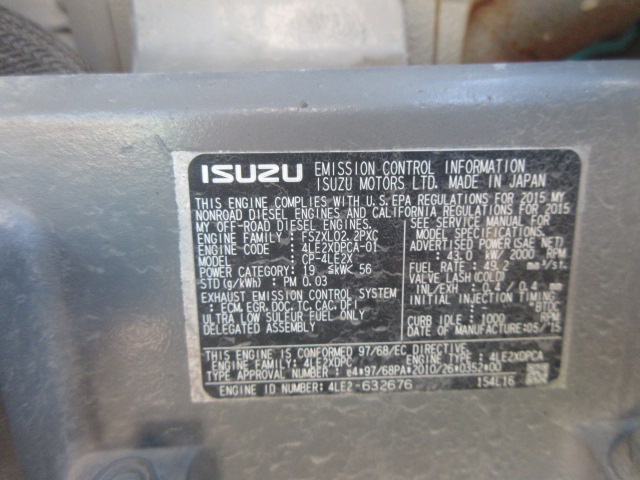 ISUZU EMISSION CONTROL INFORMATION
ISUZU MOTORS LTD. MADE IN JAPAN
THIS ENGINE COMPLIES WITH U.S.EPA REGULATIONS FOR 2015 MY
NONROAD DIESEL ENGINES AND CALIFORNIA REGULATIONS FOR 2015
MY OFF-ROAD DIESEL ENGINES.
ENGINE FAMILY : FSZXL02.2PXC
ENGINE CODE : 4LE2XDPCA-01
MODEL : CP-4LE2X
POWER CATEGORY : 19 ≤kW< 56
STD (g/kWh) : PM 0.03
EXHAUST EMISSION CONTROL SYSTEM
: ECM, EGR, DOC, TC, CAC, DFI
ULTRA LOW SULFUR FUEL ONLY
DELEGATED ASSEMBLY
SEE SERVICE MANUAL FOR
MODEL SPECIFICATIONS.
ADVERTISED POWER(SAE NET)
: 43.0 kW/ 2000 RPM
FUEL RATE : 49.2 mm³/st.
VALVE LASH(COLD)
IN/EXH : 0.4 / 0.4 mm
INITIAL INJECTION TIMING
: - °BTDC
CURB IDLE : 1000 RPM
DATE OF MANUFACTURE:05/'15
THIS ENGINE IS CONFORMED 97/68/EC DIRECTIVE
ENGINE FAMILY : 4LE2XDPC ENGINE TYPE : 4LE2XDPCA
TYPE APPROVAL NUMBER : e4*97/68PA*2010/26*0352*00
ENGINE ID NUMBER: 4LE2-632676 1S4L16